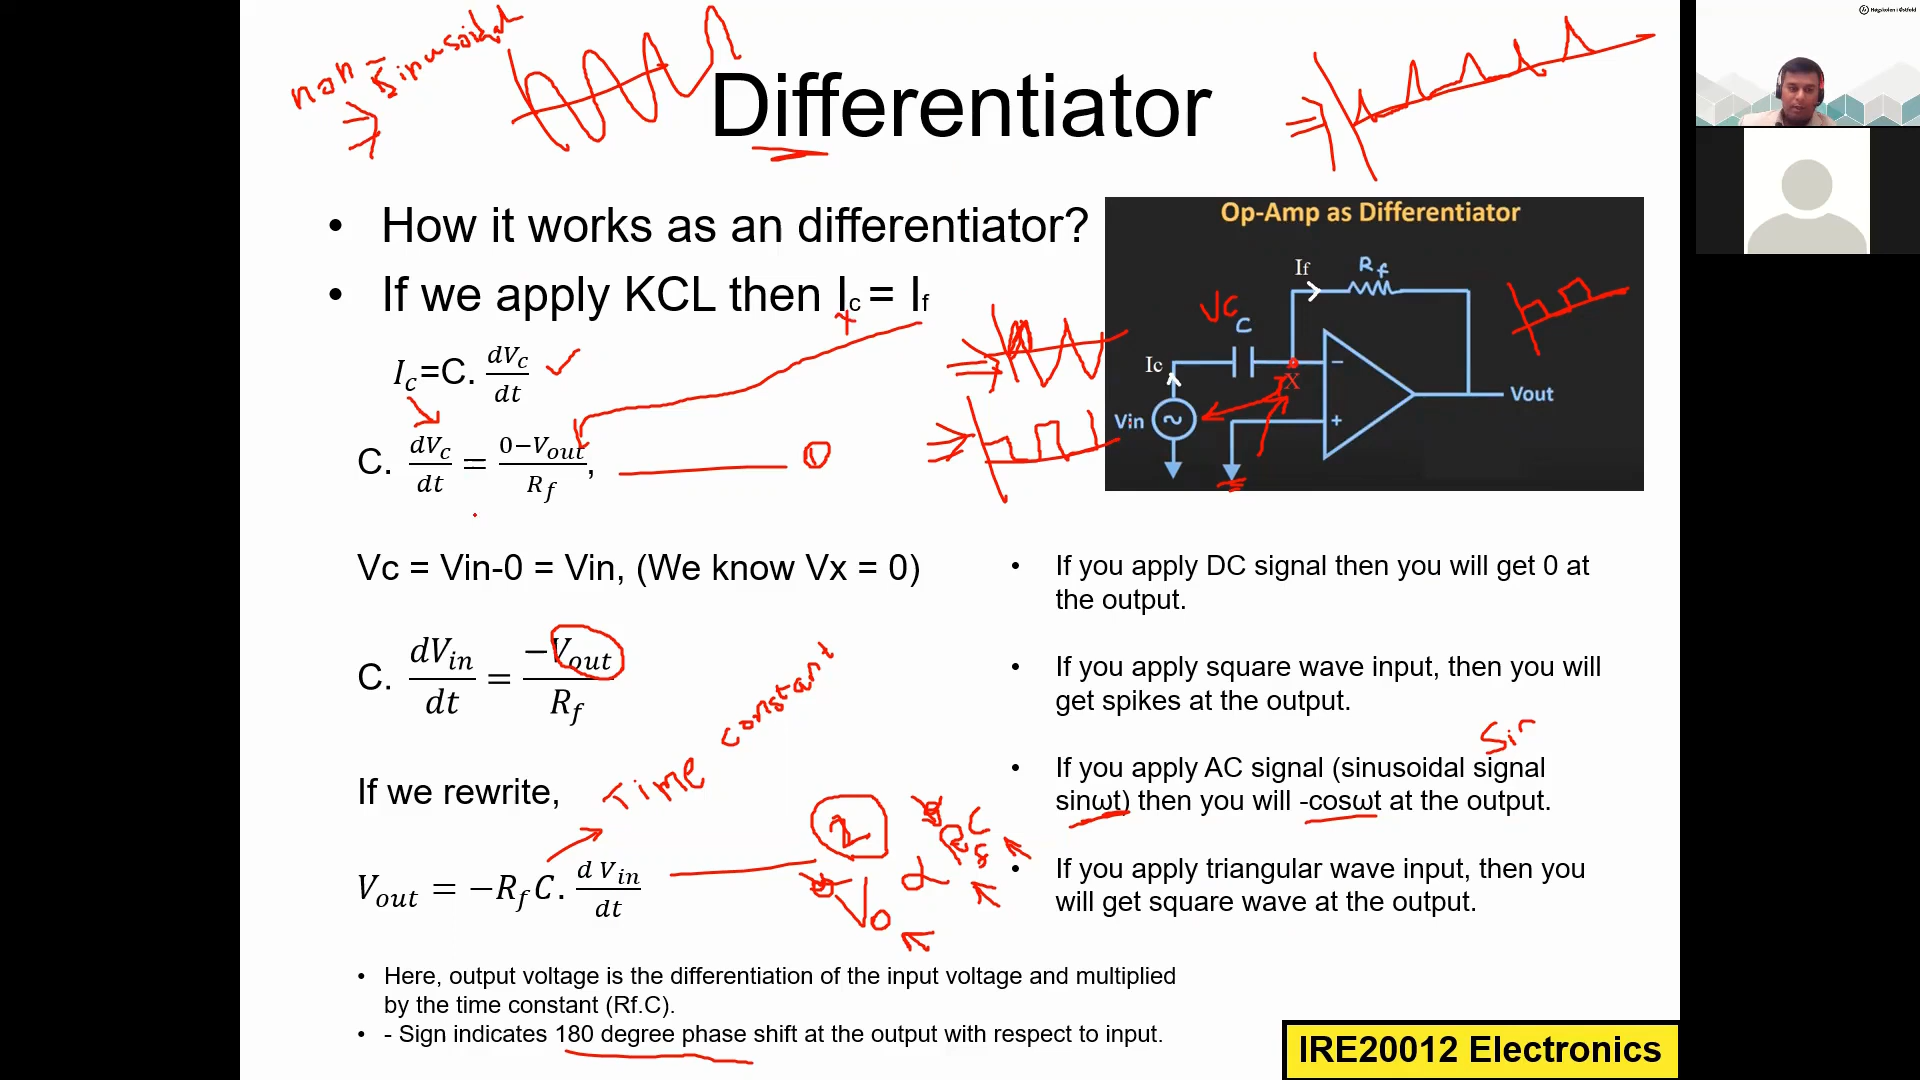 Høgskolen i Østfold
non-sinusoidal
Differentiator
• How it works as an differentiator?
• If we apply KCL then Ic = If
x
Ic=C. dVc/dt
C. dVc/dt = 0−Vout/Rf,
Vc = Vin-0 = Vin, (We know Vx = 0)
C. dVin/dt = −Vout/Rf
Time constant
If we rewrite,
Vout = −RfC. d Vin/dt
2
Vo α Rf C
• Here, output voltage is the differentiation of the input voltage and multiplied
by the time constant (Rf.C).
• - Sign indicates 180 degree phase shift at the output with respect to input.
Op-Amp as Differentiator
If
Rf
VC
C
Ic
X
−
Vin
+
Vout
• If you apply DC signal then you will get 0 at
the output.
• If you apply square wave input, then you will
get spikes at the output.
Sin
• If you apply AC signal (sinusoidal signal
sinωt) then you will -cosωt at the output.
• If you apply triangular wave input, then you
will get square wave at the output.
IRE20012 Electronics